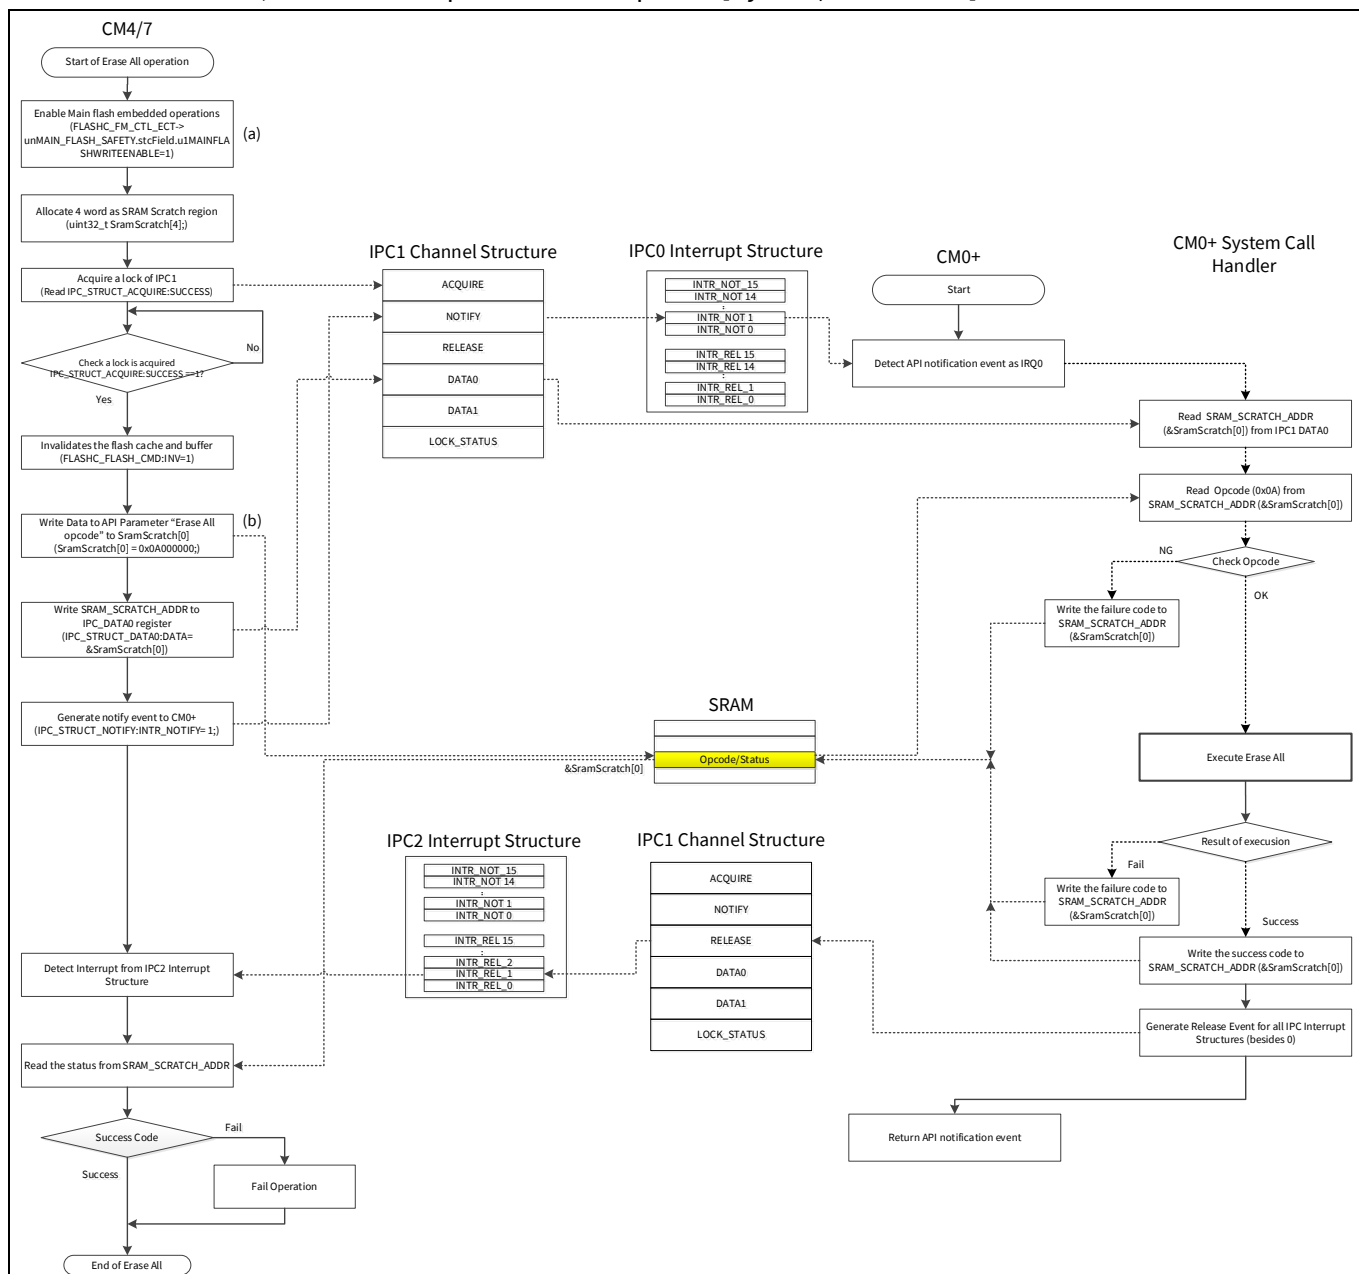 CM4/7
Start of Erase All operation
Enable Main flash embedded operations
(FLASHC_FM_CTL_ECT->
unMAIN_FLASH_SAFETY.stcField.u1MAINFLA
SHWRITEENABLE=1)
(a)
Allocate 4 word as SRAM Scratch region
(uint32_t SramScratch[4];)
Acquire a lock of IPC1
(Read IPC_STRUCT_ACQUIRE:SUCCESS)
No
Check a lock is acquired
IPC_STRUCT_ACQUIRE:SUCCESS ==1?
Yes
Invalidates the flash cache and buffer
(FLASHC_FLASH_CMD:INV=1)
Write Data to API Parameter “Erase All
opcode” to SramScratch[0]
(SramScratch[0] = 0x0A000000;)
(b)
Write SRAM_SCRATCH_ADDR to
IPC_DATA0 register
(IPC_STRUCT_DATA0:DATA=
&SramScratch[0])
Generate notify event to CM0+
(IPC_STRUCT_NOTIFY:INTR_NOTIFY= 1;)
Detect Interrupt from IPC2 Interrupt
Structure
Read the status from SRAM_SCRATCH_ADDR
Success Code
Fail
Success
Fail Operation
End of Erase All
IPC1 Channel Structure
ACQUIRE
NOTIFY
RELEASE
DATA0
DATA1
LOCK_STATUS
IPC0 Interrupt Structure
INTR_NOT_15
INTR_NOT 14
:
INTR_NOT 1
INTR_NOT 0
INTR_REL 15
INTR_REL 14
:
INTR_REL_1
INTR_REL_0
CM0+
Start
Detect API notification event as IRQ0
CM0+ System Call
Handler
Read SRAM_SCRATCH_ADDR
(&SramScratch[0]) from IPC1 DATA0
Read Opcode (0x0A) from
SRAM_SCRATCH_ADDR (&SramScratch[0])
NG
Check Opcode
OK
Write the failure code to
SRAM_SCRATCH_ADDR
(&SramScratch[0])
SRAM
Opcode/Status
&SramScratch[0]
Execute Erase All
Result of execusion
Fail
Write the failure code to
SRAM_SCRATCH_ADDR
(&SramScratch[0])
Success
Write the success code to
SRAM_SCRATCH_ADDR (&SramScratch[0])
Generate Release Event for all IPC Interrupt
Structures (besides 0)
Return API notification event
IPC2 Interrupt Structure
INTR_NOT_15
INTR_NOT 14
:
INTR_NOT 1
INTR_NOT 0
INTR_REL 15
:
INTR_REL_2
INTR_REL_1
INTR_REL_0
IPC1 Channel Structure
ACQUIRE
NOTIFY
RELEASE
DATA0
DATA1
LOCK_STATUS